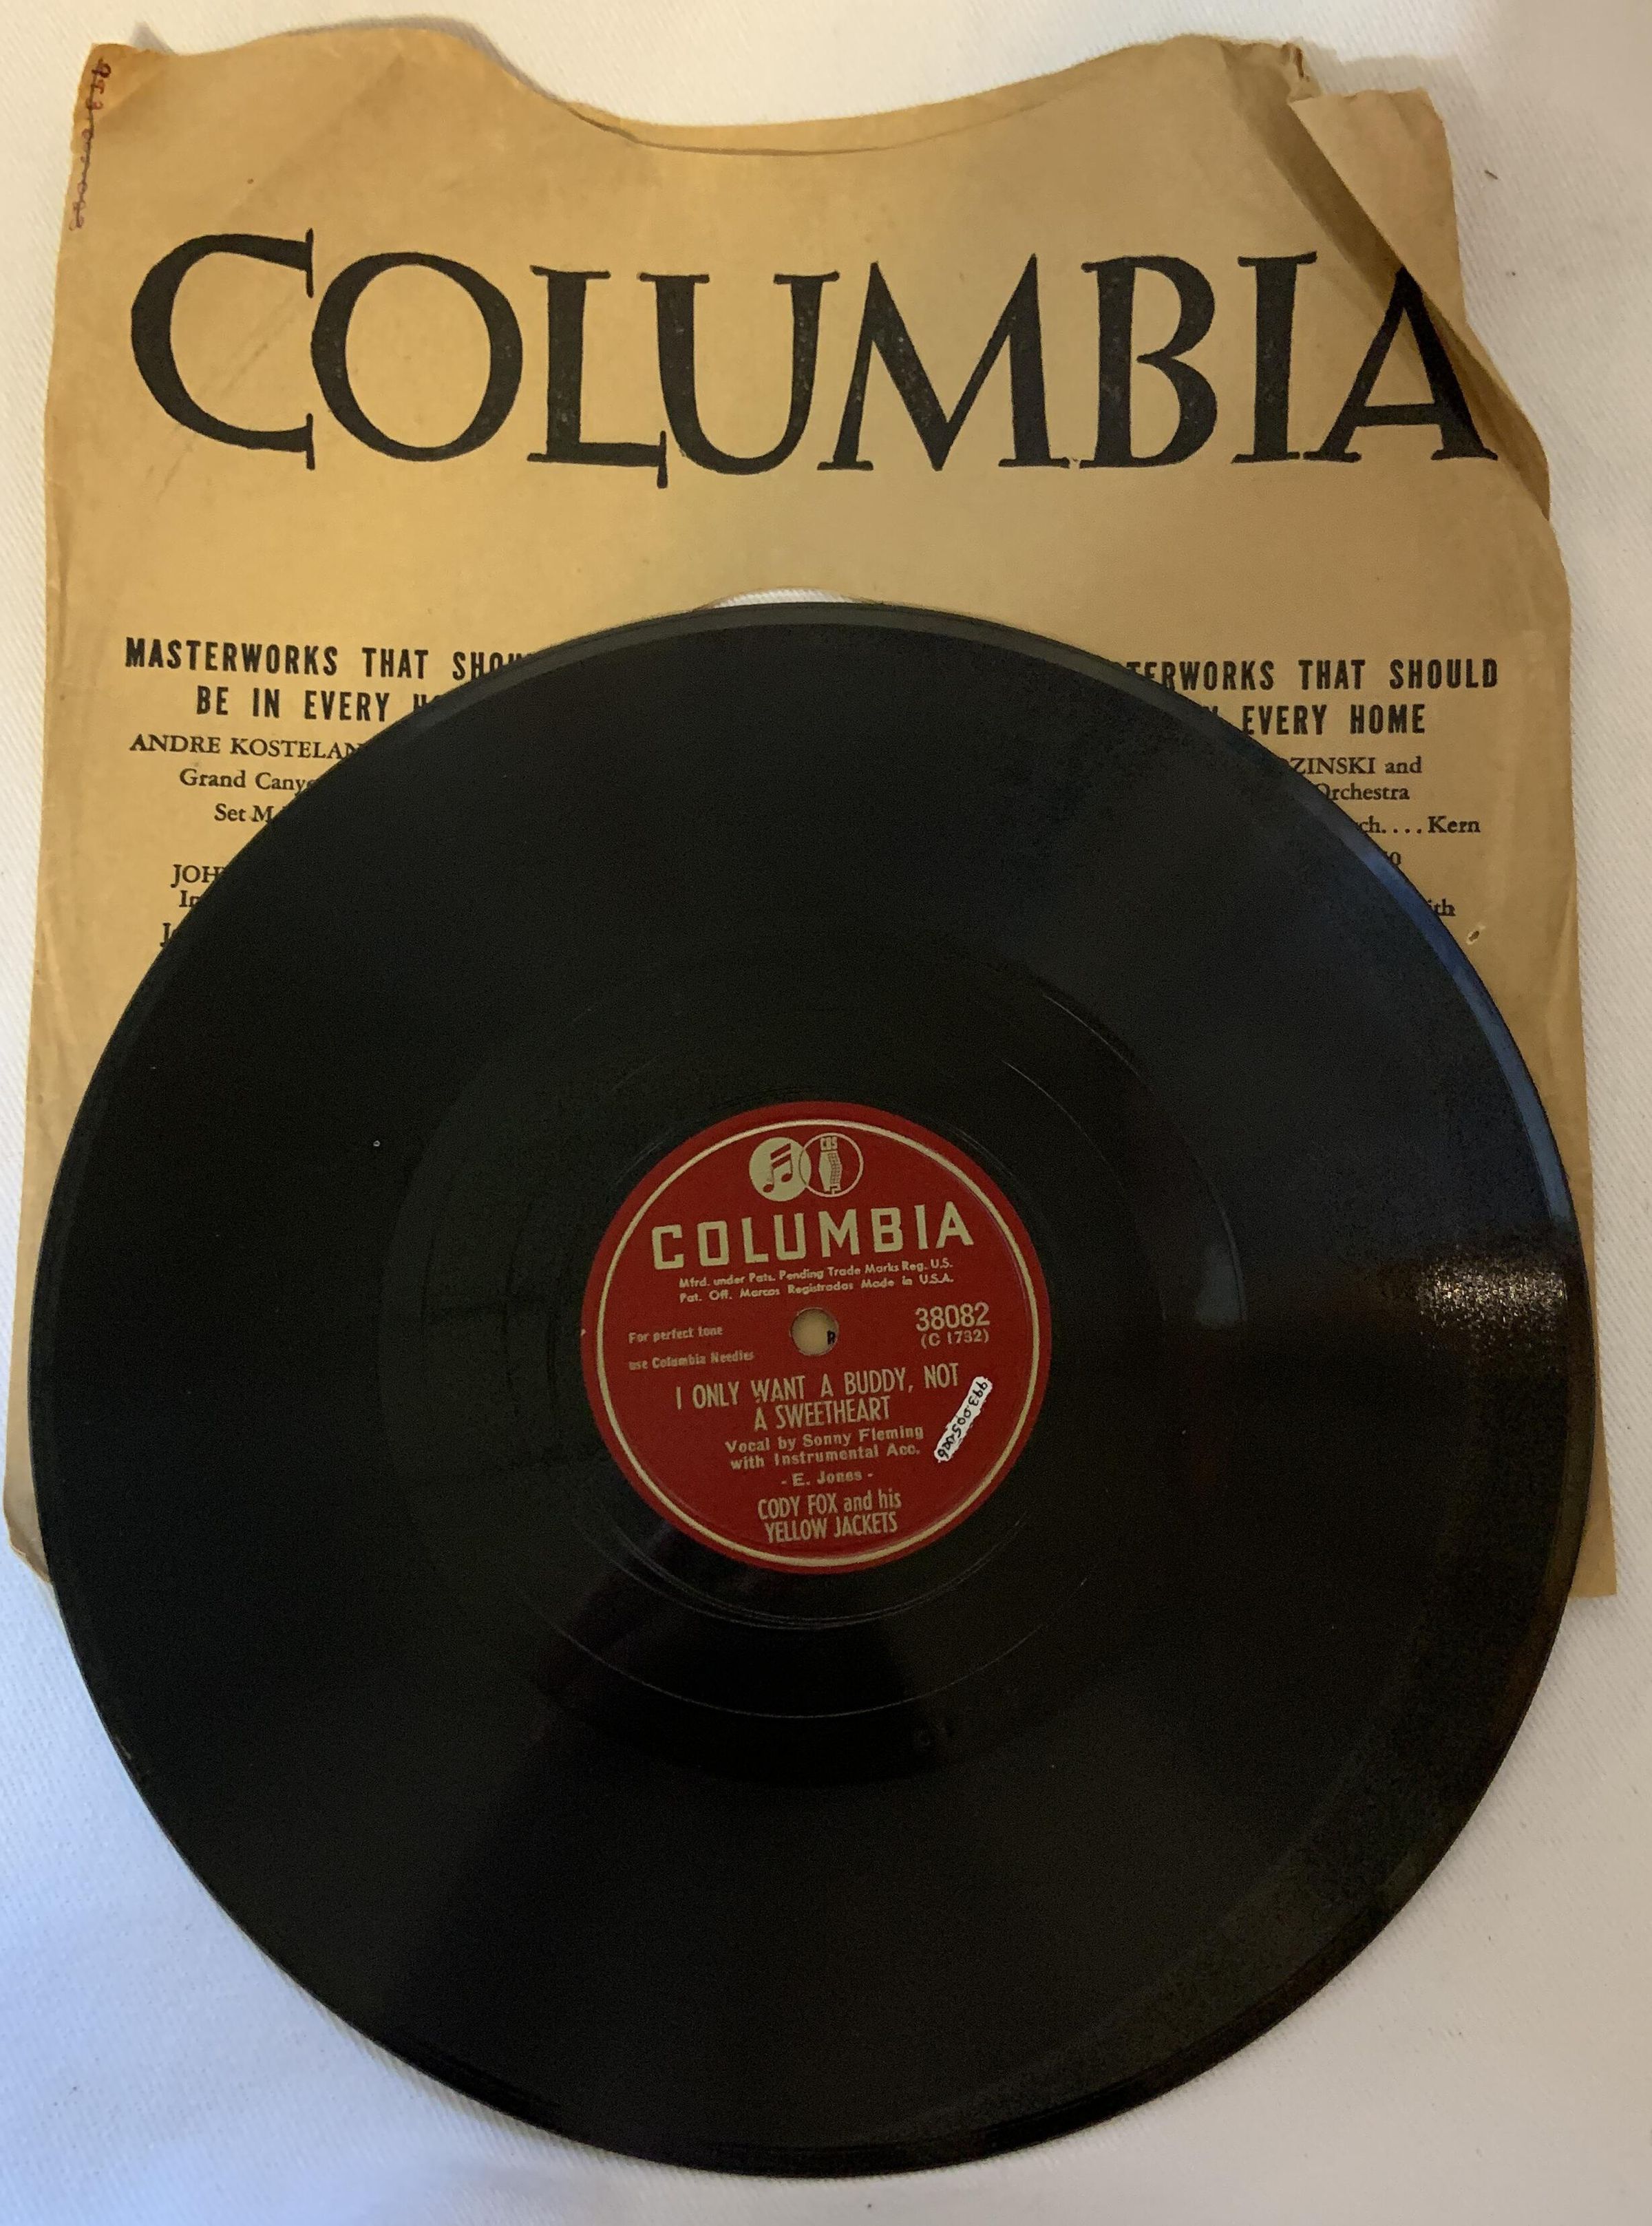 COLUMBIA
MASTERWORKS THAT
BE IN EVERY
ANDRE
Grand
Set
TERWORKS THAT SHOULD
EVERY HOME
ZINSKI and
Orchestra
ch.... Kern
CBS
COLUMBIA
Mfrd. under Pats. Pending Trade Marks Reg. U.S.
Pat. Off. Marcas Registradas Made in U.S.A.
For perfect tone
use Columbia Needles
38082
(C 1732)
I ONLY WANT A BUDDY, NOT
A SWEETHEART
Vocal by Sonny Fleming
with Instrumental Acc.
- E. Jones -
CODY FOX and his
YELLOW JACKETS